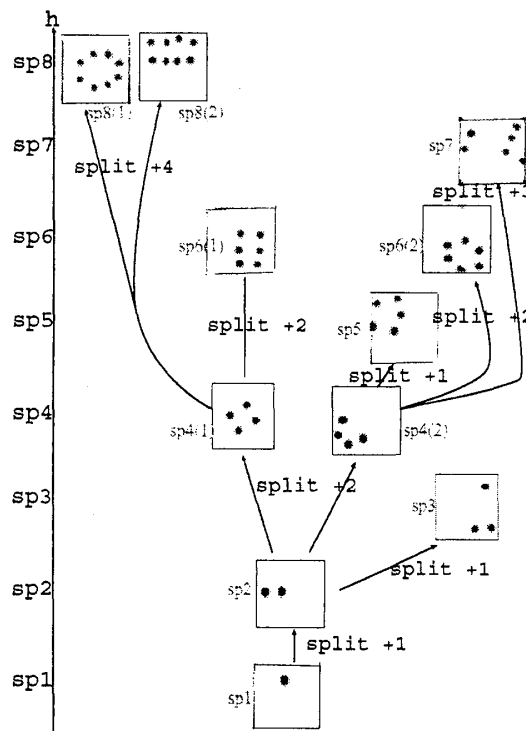 h
sp8
sp8(1)
sp8(2)
sp7
sp7
split +4
split +3
sp6
sp6(1)
sp6(2)
sp5
split +2
sp5
split +2
split +1
sp4
sp4(1)
sp4(2)
sp3
split +2
sp3
sp2
sp2
split +1
split +1
sp1
sp1